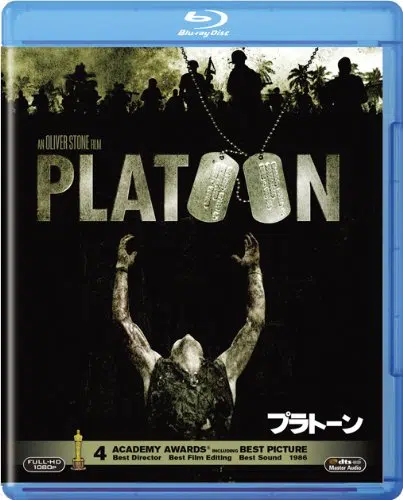 Blu-ray Disc
AN OLIVER STONE FILM
PLATOON
プラトーン
4 ACADEMY AWARDS® INCLUDING BEST PICTURE
Best Director Best Film Editing Best Sound 1986
FULL-HD
1080p
dts-HD
Master Audio